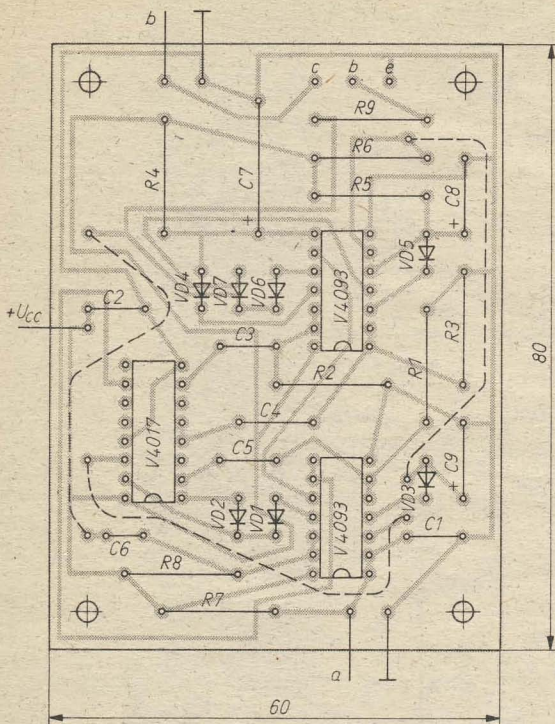 b
c b e
R9
R6
R4
C7
R5
C8
+
+
VD5
VD4
VD7
VD6
V4093
C2
+Ucc
C3
R3
R1
R2
80
V4017
C4
C5
VD2
VD1
V4093
VD3
+
C9
C6
C1
R8
R7
a
60